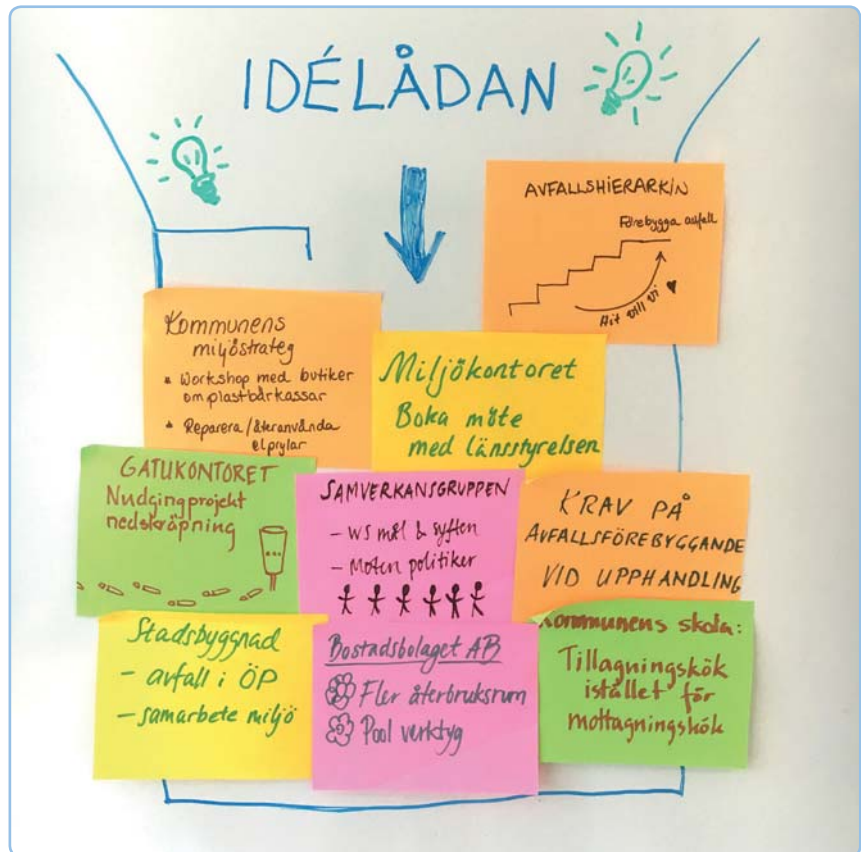 IDÉLÅDAN
AVFALLSHIERARKIN
Förebygga avfall
Hit vill vi
Kommunens
miljöstrateg
* Workshop med butiker
om plastbärkassar
* Reparera/återanvända
elprylar
Miljökontoret
Boka möte
med länsstyrelsen
GATUKONTORET
Nudgingprojekt
nedskräpning
SAMVERKANSGRUPPEN
- WS mål & syften
- Möten politiker
KRAV PÅ
AVFALLSFÖREBYGGANDE
VID UPPHANDLING
Stadsbyggnad
- avfall i ÖP
- samarbete miljö
Bostadsbolaget AB
Fler återbruksrum
Pool verktyg
Kommunens skola:
Tillagningskök
istället för
mottagningskök